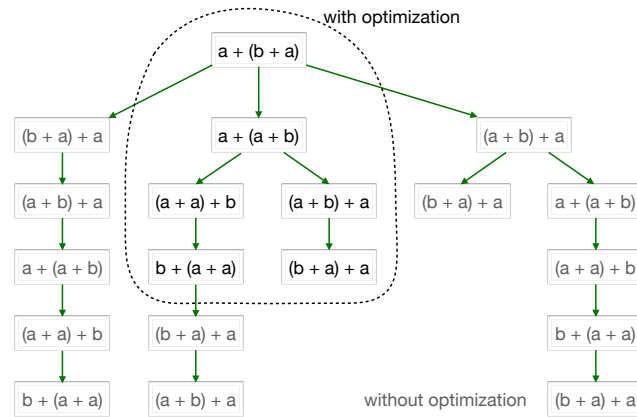 with optimization
a + (b + a)
(b + a) + a
a + (a + b)
(a + b) + a
(a + b) + a
(a + a) + b
(a + b) + a
(b + a) + a
a + (a + b)
a + (a + b)
b + (a + a)
(b + a) + a
(a + a) + b
(a + a) + b
(b + a) + a
b + (a + a)
b + (a + a)
(a + b) + a
without optimization
(b + a) + a